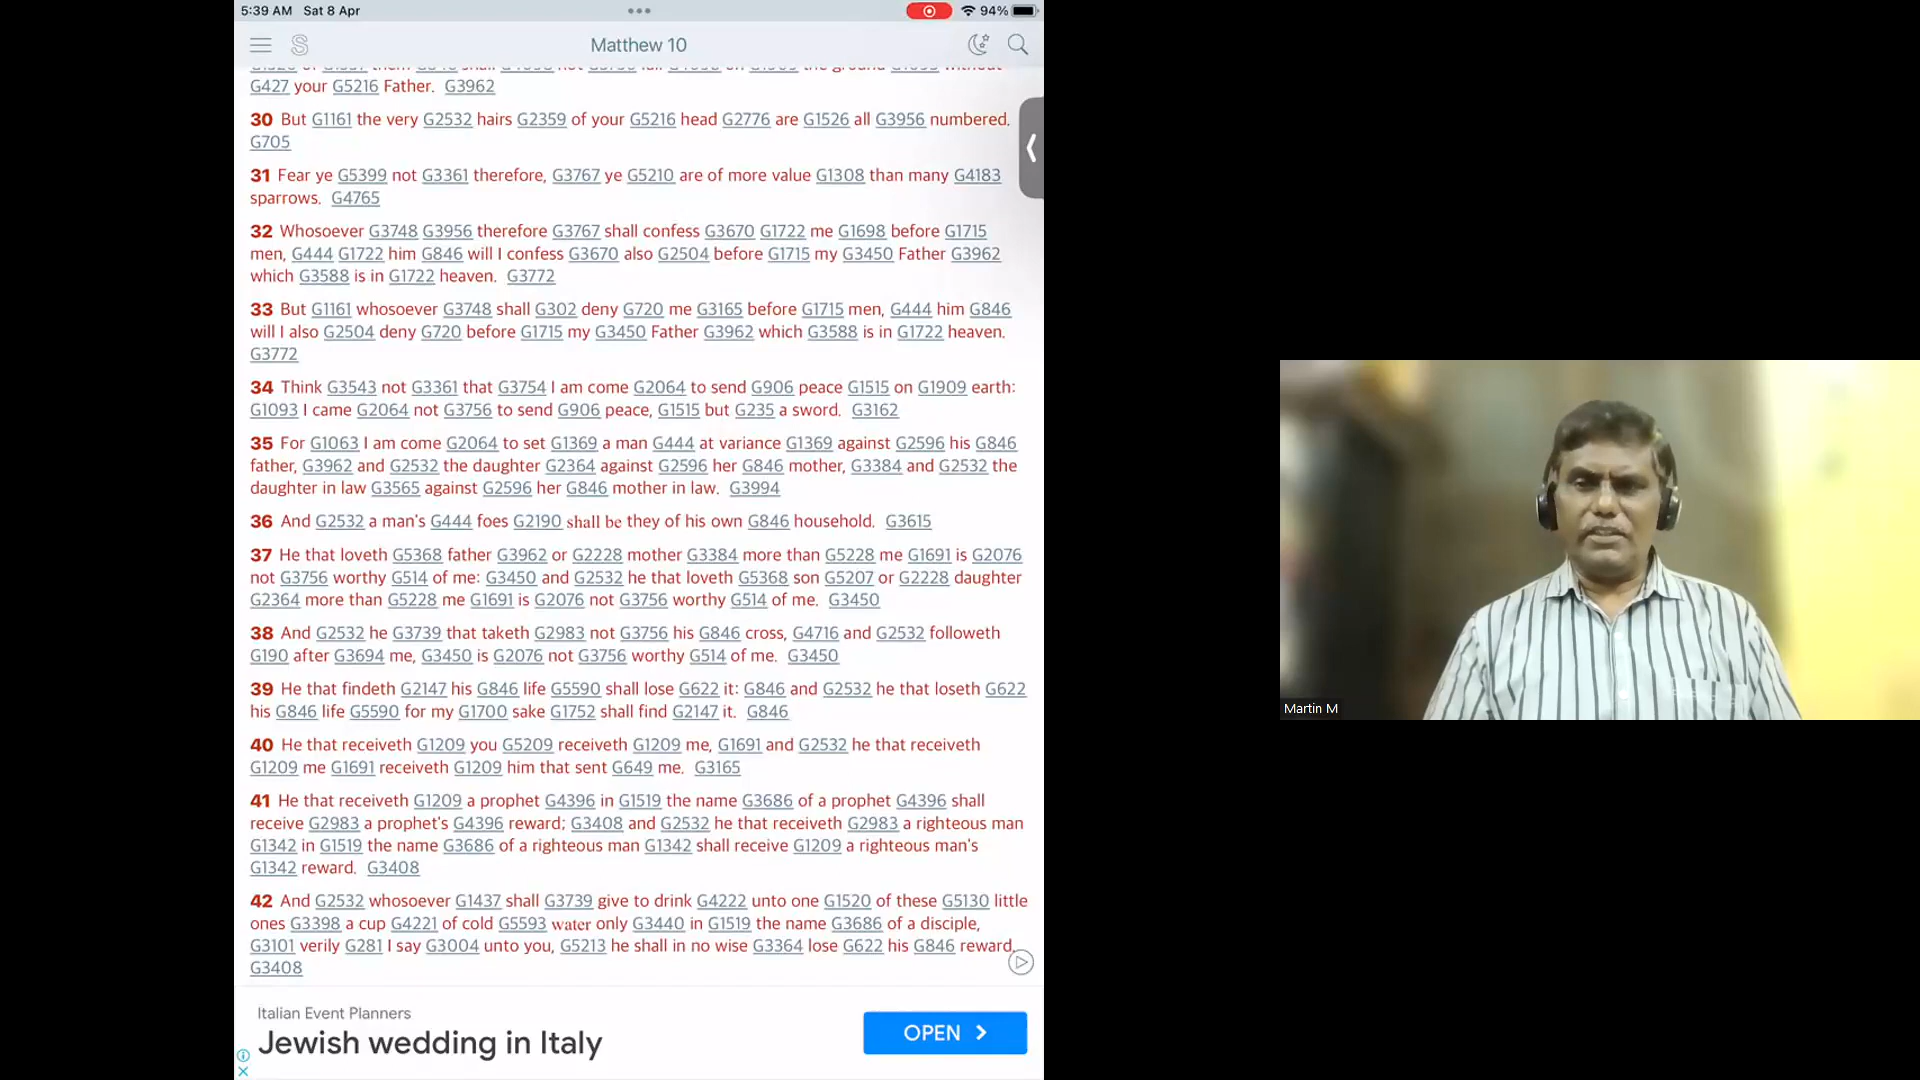 5:39 AM Sat 8 Apr
94%
S
Matthew 10
G427 your G5216 Father. G3962
30 But G1161 the very G2532 hairs G2359 of your G5216 head G2776 are G1526 all G3956 numbered.
G705
31 Fear ye G5399 not G3361 therefore, G3767 ye G5210 are of more value G1308 than many G4183
sparrows. G4765
32 Whosoever G3748 G3956 therefore G3767 shall confess G3670 G1722 me G1698 before G1715
men, G444 G1722 him G846 will I confess G3670 also G2504 before G1715 my G3450 Father G3962
which G3588 is in G1722 heaven. G3772
33 But G1161 whosoever G3748 shall G302 deny G720 me G3165 before G1715 men, G444 him G846
will I also G2504 deny G720 before G1715 my G3450 Father G3962 which G3588 is in G1722 heaven.
G3772
34 Think G3543 not G3361 that G3754 I am come G2064 to send G906 peace G1515 on G1909 earth:
G1093 I came G2064 not G3756 to send G906 peace, G1515 but G235 a sword. G3162
35 For G1063 I am come G2064 to set G1369 a man G444 at variance G1369 against G2596 his G846
father, G3962 and G2532 the daughter G2364 against G2596 her G846 mother, G3384 and G2532 the
daughter in law G3565 against G2596 her G846 mother in law. G3994
36 And G2532 a man's G444 foes G2190 shall be they of his own G846 household. G3615
37 He that loveth G5368 father G3962 or G2228 mother G3384 more than G5228 me G1691 is G2076
not G3756 worthy G514 of me: G3450 and G2532 he that loveth G5368 son G5207 or G2228 daughter
G2364 more than G5228 me G1691 is G2076 not G3756 worthy G514 of me. G3450
38 And G2532 he G3739 that taketh G2983 not G3756 his G846 cross, G4716 and G2532 followeth
G190 after G3694 me, G3450 is G2076 not G3756 worthy G514 of me. G3450
39 He that findeth G2147 his G846 life G5590 shall lose G622 it: G846 and G2532 he that loseth G622
his G846 life G5590 for my G1700 sake G1752 shall find G2147 it. G846
40 He that receiveth G1209 you G5209 receiveth G1209 me, G1691 and G2532 he that receiveth
G1209 me G1691 receiveth G1209 him that sent G649 me. G3165
41 He that receiveth G1209 a prophet G4396 in G1519 the name G3686 of a prophet G4396 shall
receive G2983 a prophet's G4396 reward; G3408 and G2532 he that receiveth G2983 a righteous man
G1342 in G1519 the name G3686 of a righteous man G1342 shall receive G1209 a righteous man's
G1342 reward. G3408
42 And G2532 whosoever G1437 shall G3739 give to drink G4222 unto one G1520 of these G5130 little
ones G3398 a cup G4221 of cold G5593 water only G3440 in G1519 the name G3686 of a disciple,
G3101 verily G281 I say G3004 unto you, G5213 he shall in no wise G3364 lose G622 his G846 reward.
G3408
Italian Event Planners
Jewish wedding in Italy
OPEN
Martin M